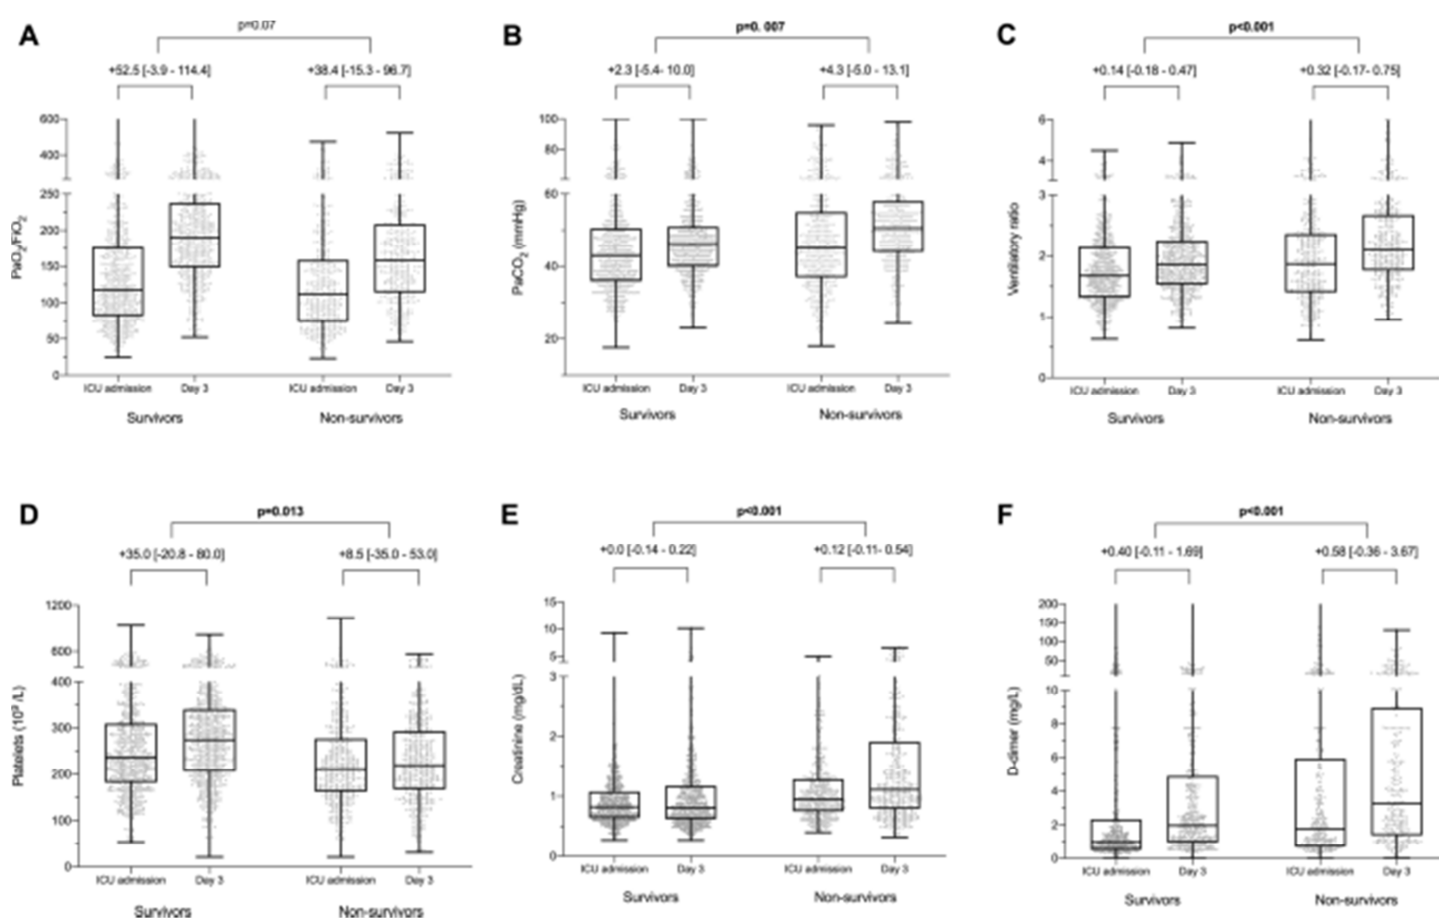 A
p=0.07
+52.5 [-3.9 - 114.4]
+38.4 [-15.3 - 96.7]
600
400
250
200
150
100
50
0
PaO2/FiO2
ICU admission
Day 3
ICU admission
Day 3
Survivors
Non-survivors
B
p=0.007
+2.3 [-5.4- 10.0]
+4.3 [-5.0 - 13.1]
100
80
60
40
20
PaCO2 (mmHg)
ICU admission
Day 3
ICU admission
Day 3
Survivors
Non-survivors
C
p<0.001
+0.14 [-0.18 - 0.47]
+0.32 [-0.17- 0.75]
6
4
3
2
1
0
Ventilatory ratio
ICU admission
Day 3
ICU admission
Day 3
Survivors
Non-survivors
D
p=0.013
+35.0 [-20.8 - 80.0]
+8.5 [-35.0 - 53.0]
1200
600
400
300
200
100
0
Platelets (10⁹ /L)
ICU admission
Day 3
ICU admission
Day 3
Survivors
Non-survivors
E
p<0.001
+0.0 [-0.14 - 0.22]
+0.12 [-0.11- 0.54]
15
10
5
3
2
1
0
Creatinine (mg/dL)
ICU admission
Day 3
ICU admission
Day 3
Survivors
Non-survivors
F
p<0.001
+0.40 [-0.11 - 1.69]
+0.58 [-0.36 - 3.67]
200
150
100
50
10
8
6
4
2
0
D-dimer (mg/L)
ICU admission
Day 3
ICU admission
Day 3
Survivors
Non-survivors